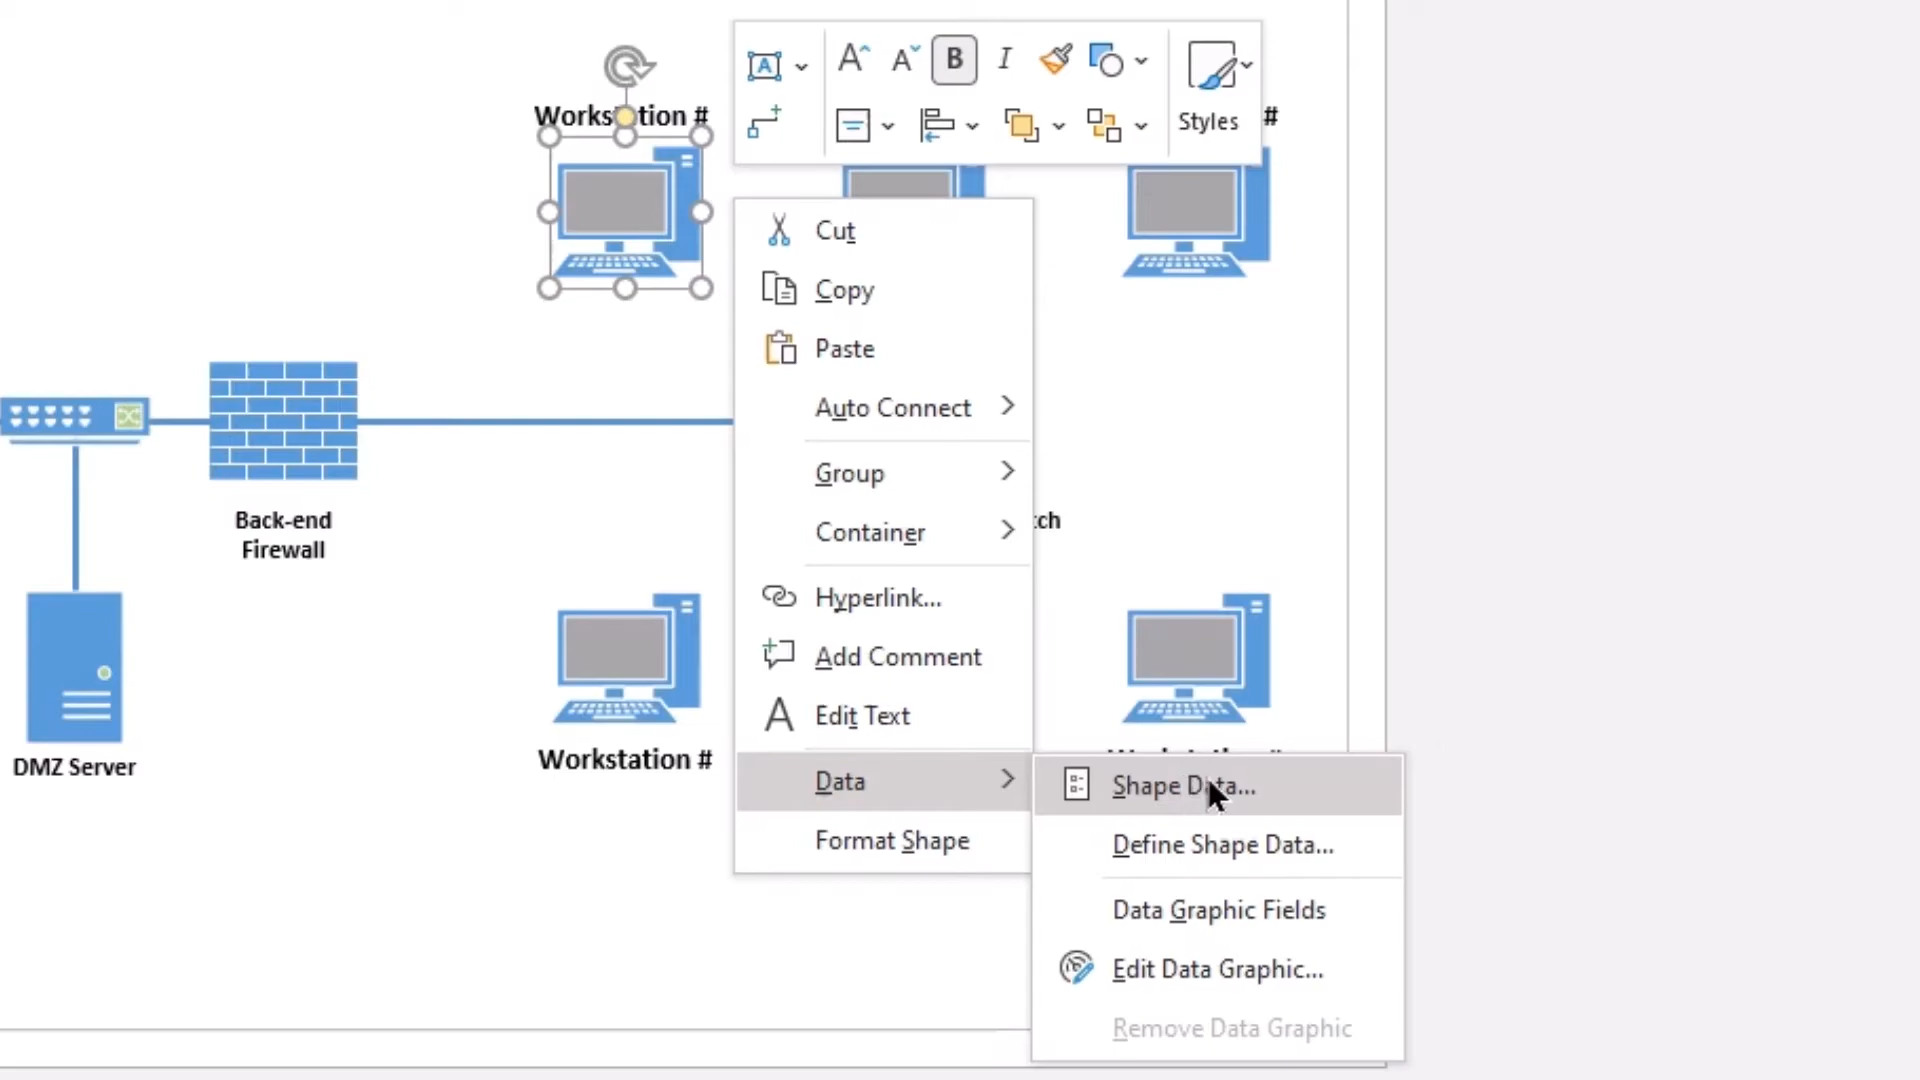 Workstation #
B
I
Styles
#
Cut
Copy
Paste
Auto Connect
Group
Container
Hyperlink...
Add Comment
Edit Text
Data
Format Shape
Shape Data...
Define Shape Data...
Data Graphic Fields
Edit Data Graphic...
Remove Data Graphic
Back-end
Firewall
tch
DMZ Server
Workstation #